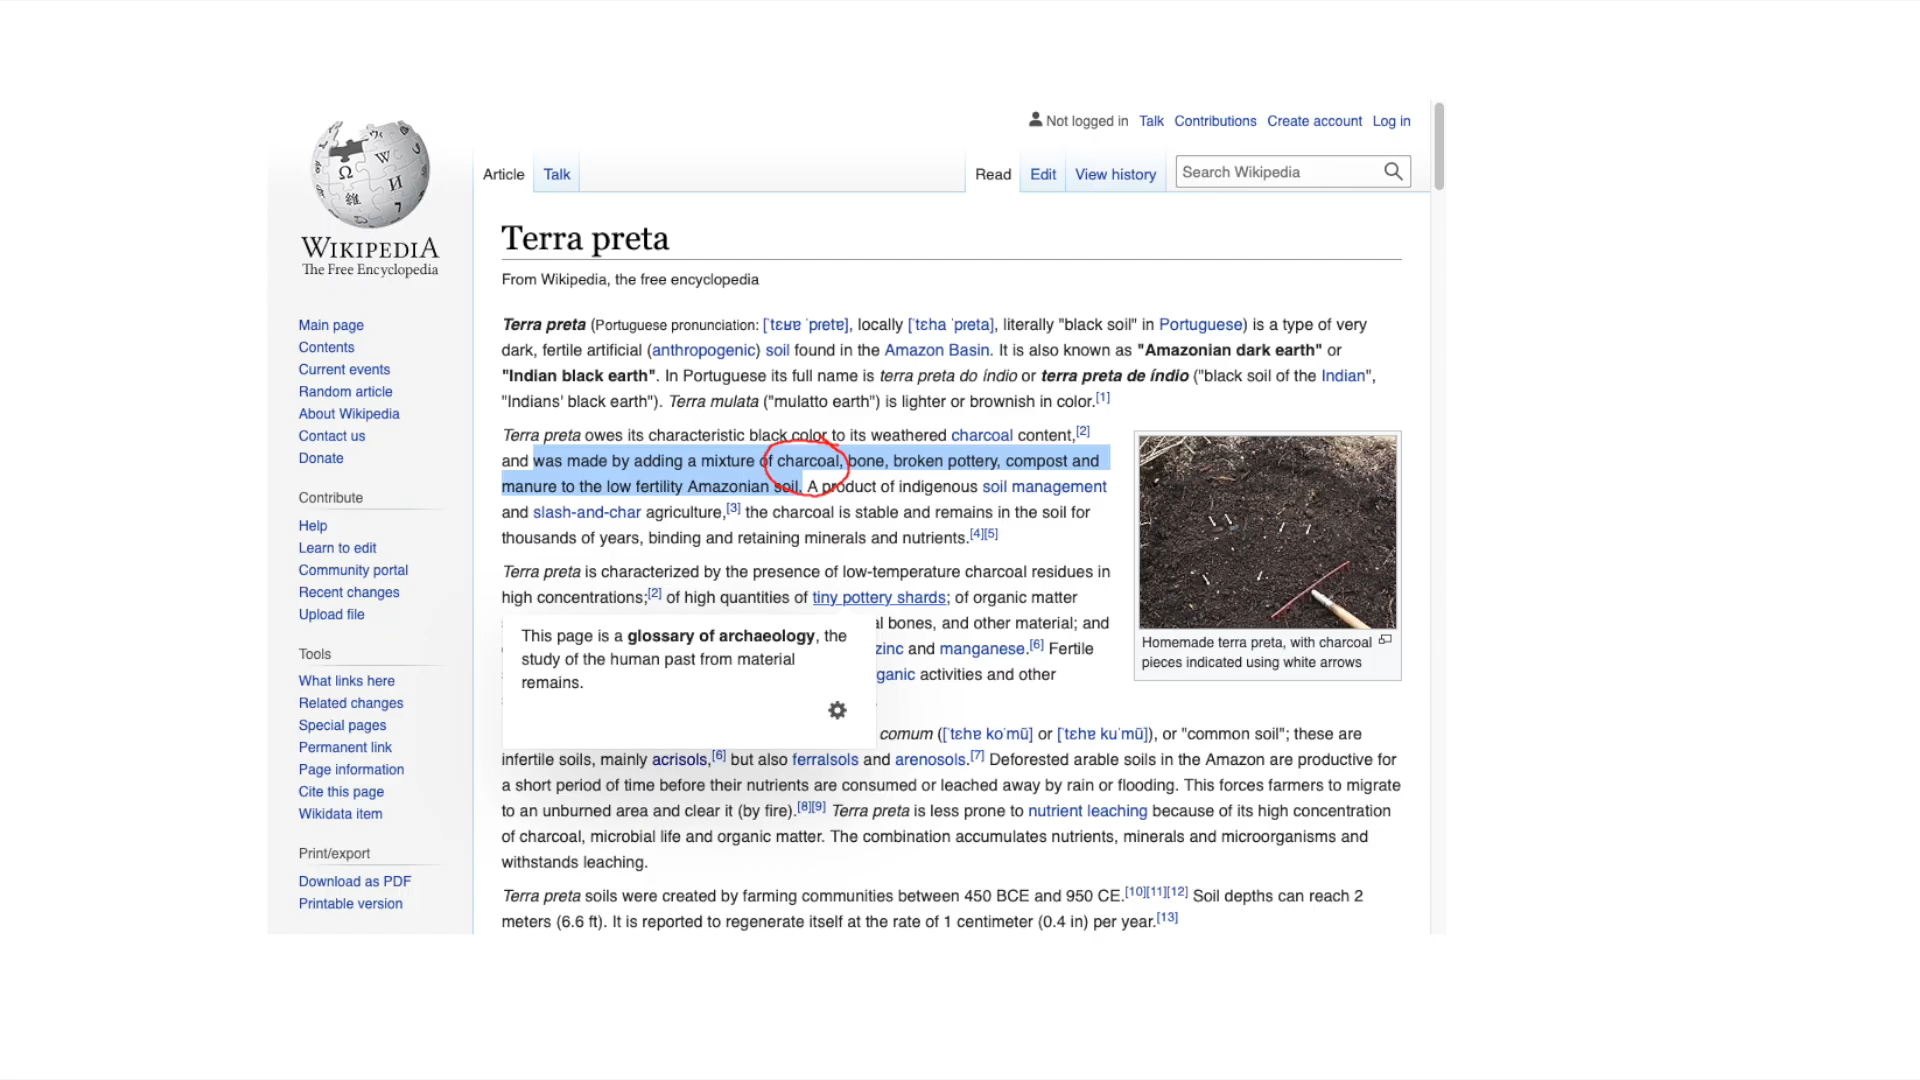 Not logged in Talk Contributions Create account Log in
Article Talk Read Edit View history Search Wikipedia
WIKIPEDIA
The Free Encyclopedia
Main page
Contents
Current events
Random article
About Wikipedia
Contact us
Donate
Contribute
Help
Learn to edit
Community portal
Recent changes
Upload file
Tools
What links here
Related changes
Special pages
Permanent link
Page information
Cite this page
Wikidata item
Print/export
Download as PDF
Printable version
Terra preta
From Wikipedia, the free encyclopedia
Terra preta (Portuguese pronunciation: [ˈtɛʁɐ ˈpretɐ], locally [ˈtɛha ˈpreta], literally "black soil" in Portuguese) is a type of very
dark, fertile artificial (anthropogenic) soil found in the Amazon Basin. It is also known as "Amazonian dark earth" or
"Indian black earth". In Portuguese its full name is terra preta do índio or terra preta de índio ("black soil of the Indian",
"Indians' black earth"). Terra mulata ("mulatto earth") is lighter or brownish in color.[1]
Terra preta owes its characteristic black color to its weathered charcoal content,[2]
and was made by adding a mixture of charcoal, bone, broken pottery, compost and
manure to the low fertility Amazonian soil. A product of indigenous soil management
and slash-and-char agriculture,[3] the charcoal is stable and remains in the soil for
thousands of years, binding and retaining minerals and nutrients.[4][5]
Terra preta is characterized by the presence of low-temperature charcoal residues in
high concentrations;[2] of high quantities of tiny pottery shards; of organic matter
al bones, and other material; and
zinc and manganese.[6] Fertile
ganic activities and other
This page is a glossary of archaeology, the
study of the human past from material
remains.
Homemade terra preta, with charcoal
pieces indicated using white arrows
comum ([ˈtɛhɐ koˈmũ] or [ˈtɛhɐ kuˈmũ]), or "common soil"; these are
infertile soils, mainly acrisols,[6] but also ferralsols and arenosols.[7] Deforested arable soils in the Amazon are productive for
a short period of time before their nutrients are consumed or leached away by rain or flooding. This forces farmers to migrate
to an unburned area and clear it (by fire).[8][9] Terra preta is less prone to nutrient leaching because of its high concentration
of charcoal, microbial life and organic matter. The combination accumulates nutrients, minerals and microorganisms and
withstands leaching.
Terra preta soils were created by farming communities between 450 BCE and 950 CE.[10][11][12] Soil depths can reach 2
meters (6.6 ft). It is reported to regenerate itself at the rate of 1 centimeter (0.4 in) per year.[13]